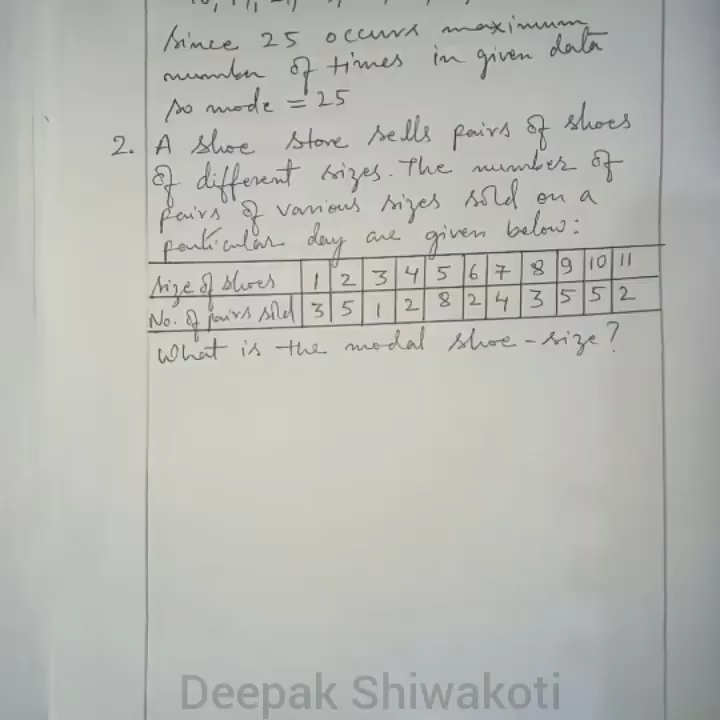 since 25 occurs maximum
number of times in given data
so mode = 25
2. A shoe store sells pairs of shoes
of different sizes. The number of
pairs of various sizes sold on a
particular day are given below:
Size of shoes 1 2 3 4 5 6 7 8 9 10 11
No. of pairs sold 3 5 1 2 8 2 4 3 5 5 2
What is the modal shoe-size?
Deepak Shiwakoti